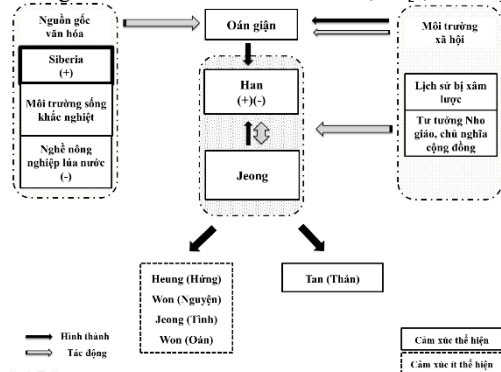 Nguồn gốc
văn hóa
Siberia
(+)
Môi trường sống
khắc nghiệt
Nghề nông
nghiệp lúa nước
(-)
Oán giận
Han
(+)(-)
Jeong
Môi trường
xã hội
Lịch sử bị xâm
lược
Tư tưởng Nho
giáo, chủ nghĩa
cộng đồng
Heung (Hứng)
Won (Nguyện)
Jeong (Tình)
Won (Oán)
Tan (Thán)
Hình thành
Tác động
Cảm xúc thể hiện
Cảm xúc ít thể hiện